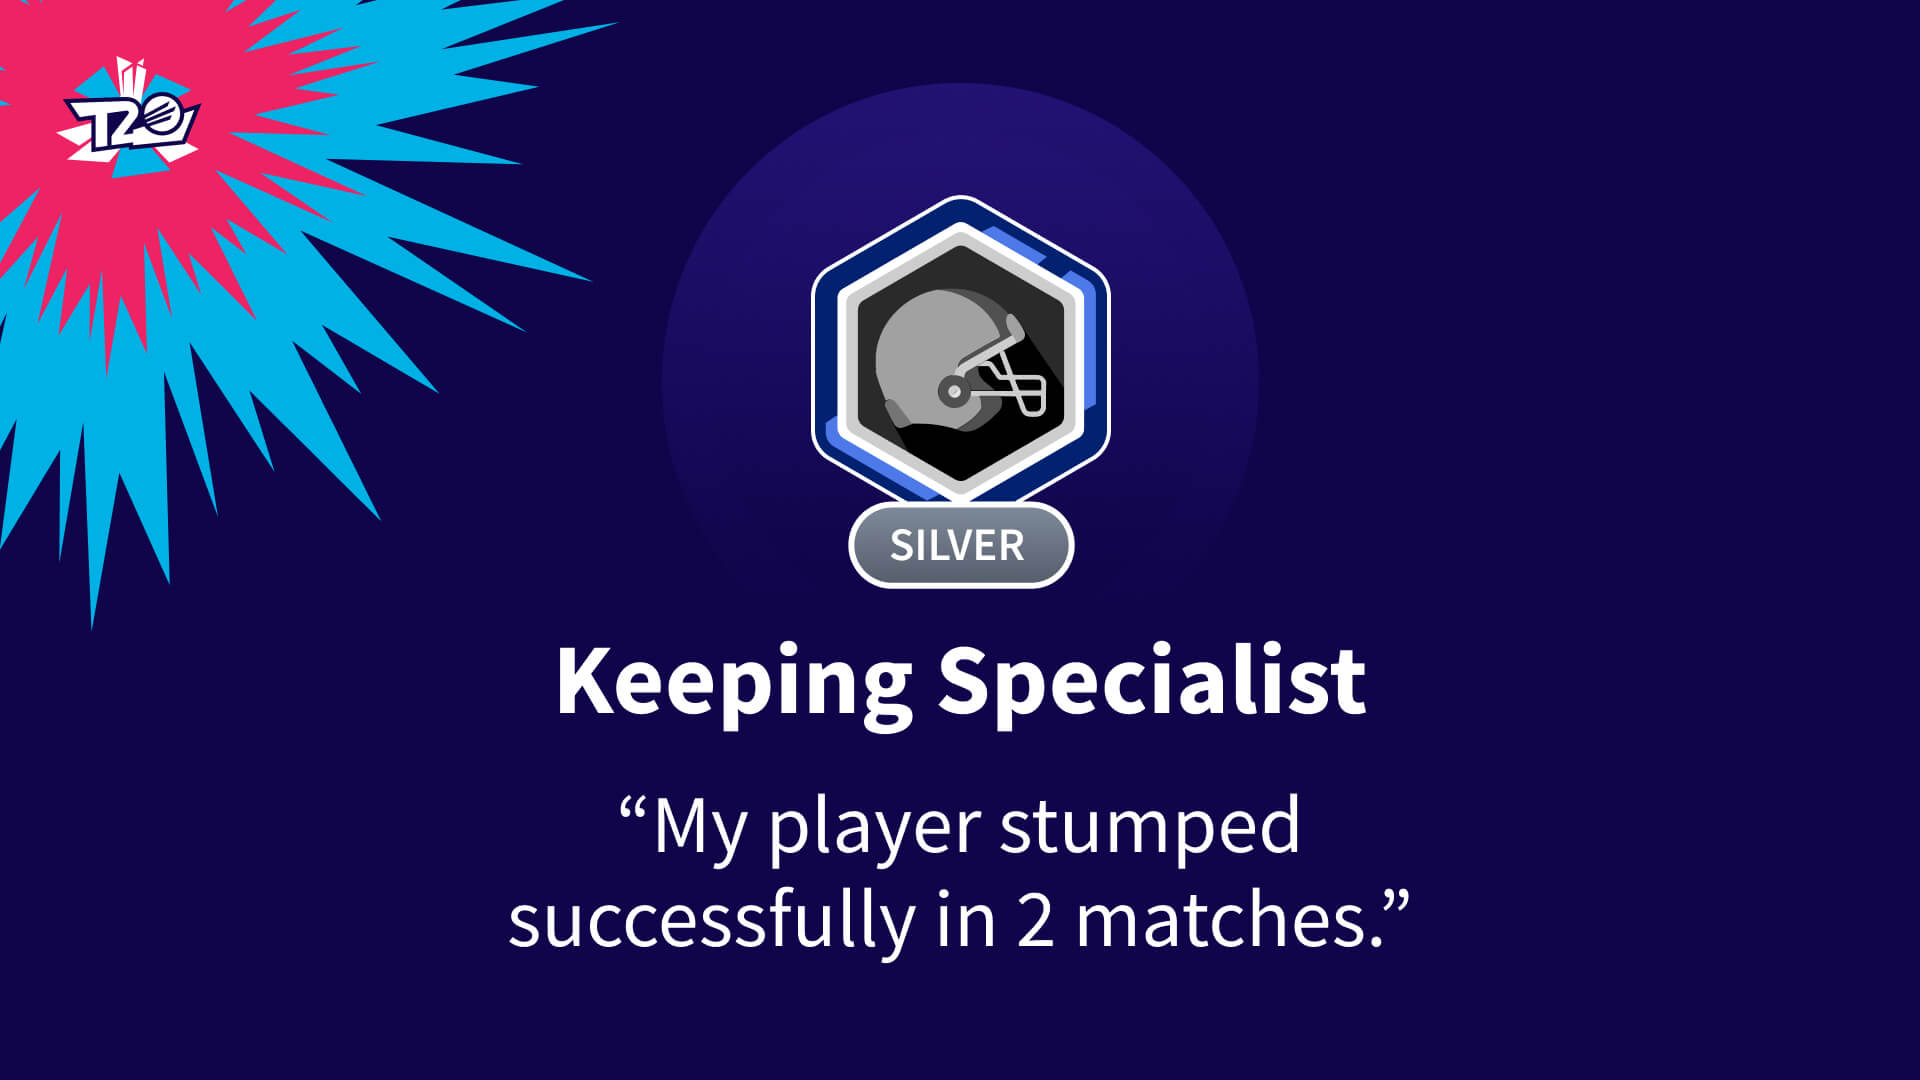 T20
SILVER
Keeping Specialist
“My player stumped
successfully in 2 matches.”